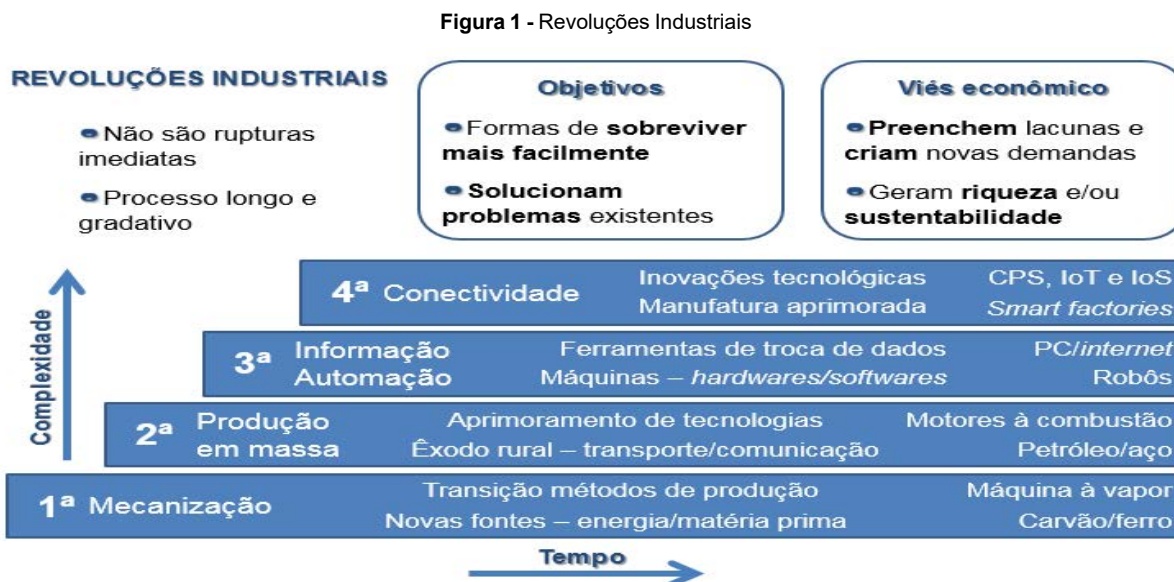 Figura 1 - Revoluções Industriais
REVOLUÇÕES INDUSTRIAIS
Não são rupturas
imediatas
Processo longo e
gradativo
Objetivos
Formas de sobreviver
mais facilmente
Solucionam
problemas existentes
Viés econômico
Preenchem lacunas e
criam novas demandas
Geram riqueza e/ou
sustentabilidade
Complexidade
4ª Conectividade
Inovações tecnológicas
Manufatura aprimorada
CPS, IoT e IoS
Smart factories
3ª Informação
Automação
Ferramentas de troca de dados
Máquinas – hardwares/softwares
PC/internet
Robôs
2ª Produção
em massa
Aprimoramento de tecnologias
Êxodo rural – transporte/comunicação
Motores à combustão
Petróleo/aço
1ª Mecanização
Transição métodos de produção
Novas fontes – energia/matéria prima
Máquina à vapor
Carvão/ferro
Tempo